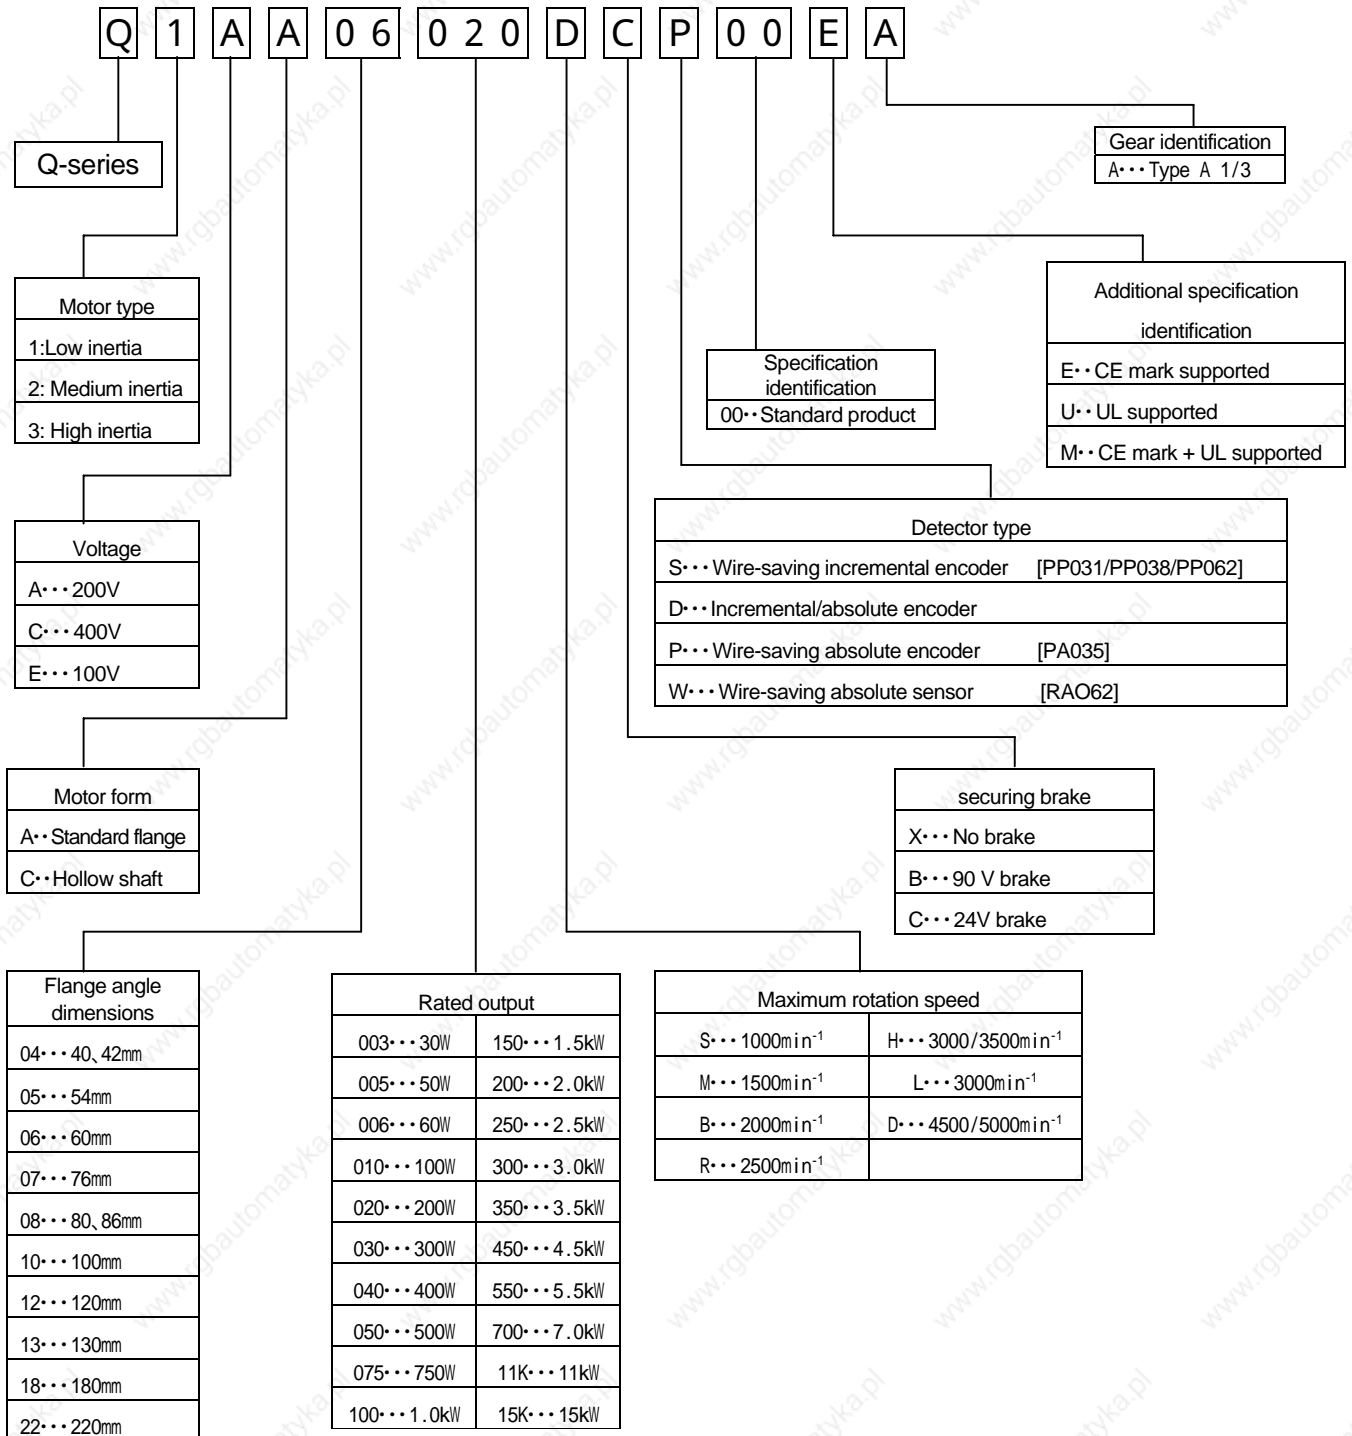 Q 1 A A 0 6 0 2 0 D C P 0 0 E A
Q-series
Gear identification
A･･･Type A 1/3
Motor type
1:Low inertia
2: Medium inertia
3: High inertia
Additional specification
identification
E･･CE mark supported
U･･UL supported
M･･CE mark + UL supported
Specification
identification
00･･Standard product
Voltage
A･･･200V
C･･･400V
E･･･100V
Detector type
S･･･Wire-saving incremental encoder [PP031/PP038/PP062]
D･･･Incremental/absolute encoder
P･･･Wire-saving absolute encoder [PA035]
W･･･Wire-saving absolute sensor [RAO62]
Motor form
A･･Standard flange
C･･Hollow shaft
securing brake
X･･･No brake
B･･･90 V brake
C･･･24V brake
Flange angle
dimensions
04･･･40、42mm
05･･･54mm
06･･･60mm
07･･･76mm
08･･･80、86mm
10･･･100mm
12･･･120mm
13･･･130mm
18･･･180mm
22･･･220mm
Rated output
003･･･30W 150･･･1.5kW
005･･･50W 200･･･2.0kW
006･･･60W 250･･･2.5kW
010･･･100W 300･･･3.0kW
020･･･200W 350･･･3.5kW
030･･･300W 450･･･4.5kW
040･･･400W 550･･･5.5kW
050･･･500W 700･･･7.0kW
075･･･750W 11K･･･11kW
100･･･1.0kW 15K･･･15kW
Maximum rotation speed
S･･･1000min⁻¹ H･･･3000/3500min⁻¹
M･･･1500min⁻¹ L･･･3000min⁻¹
B･･･2000min⁻¹ D･･･4500/5000min⁻¹
R･･･2500min⁻¹
www.rgbautomatyka.pl